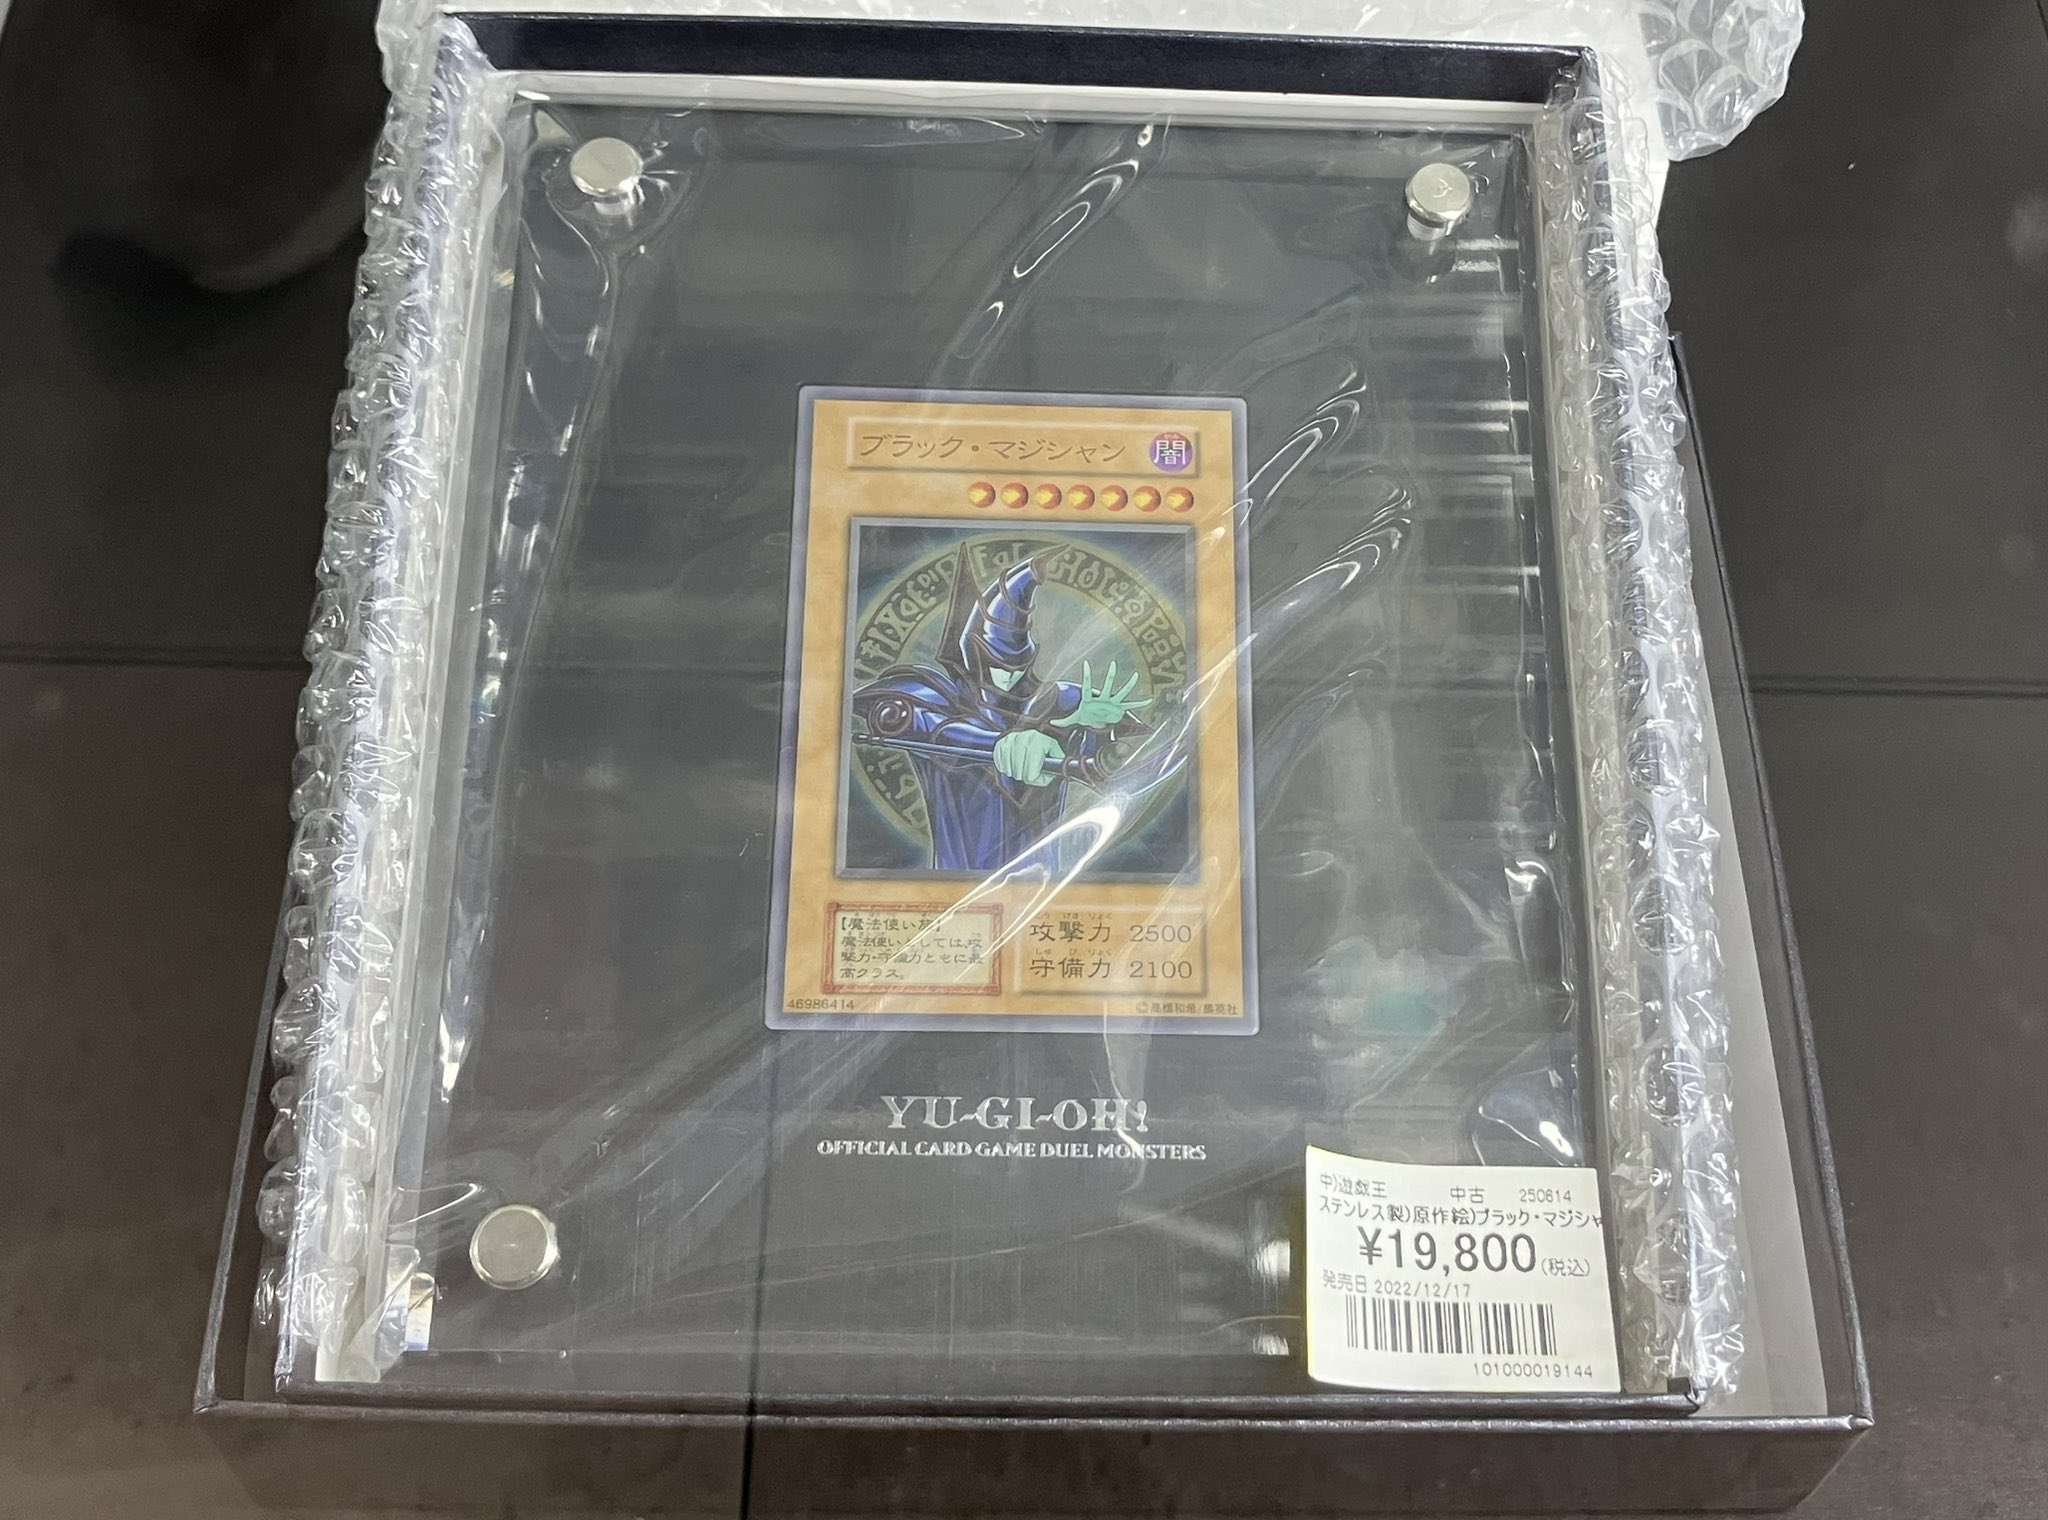 ブラック・マジシャン
闇
【魔法使い族】
魔法使いとしては、攻
撃力・守備力ともに最
高クラス。
攻撃力 2500
守備力 2100
46986414
©高橋和希/集英社
YU-GI-OH!
OFFICIAL CARD GAME DUEL MONSTERS
中)遊戯王 中古 250614
ステンレス製)原作絵)ブラック・マジシャ
¥19,800(税込)
発売日 2022/12/17
101000019144